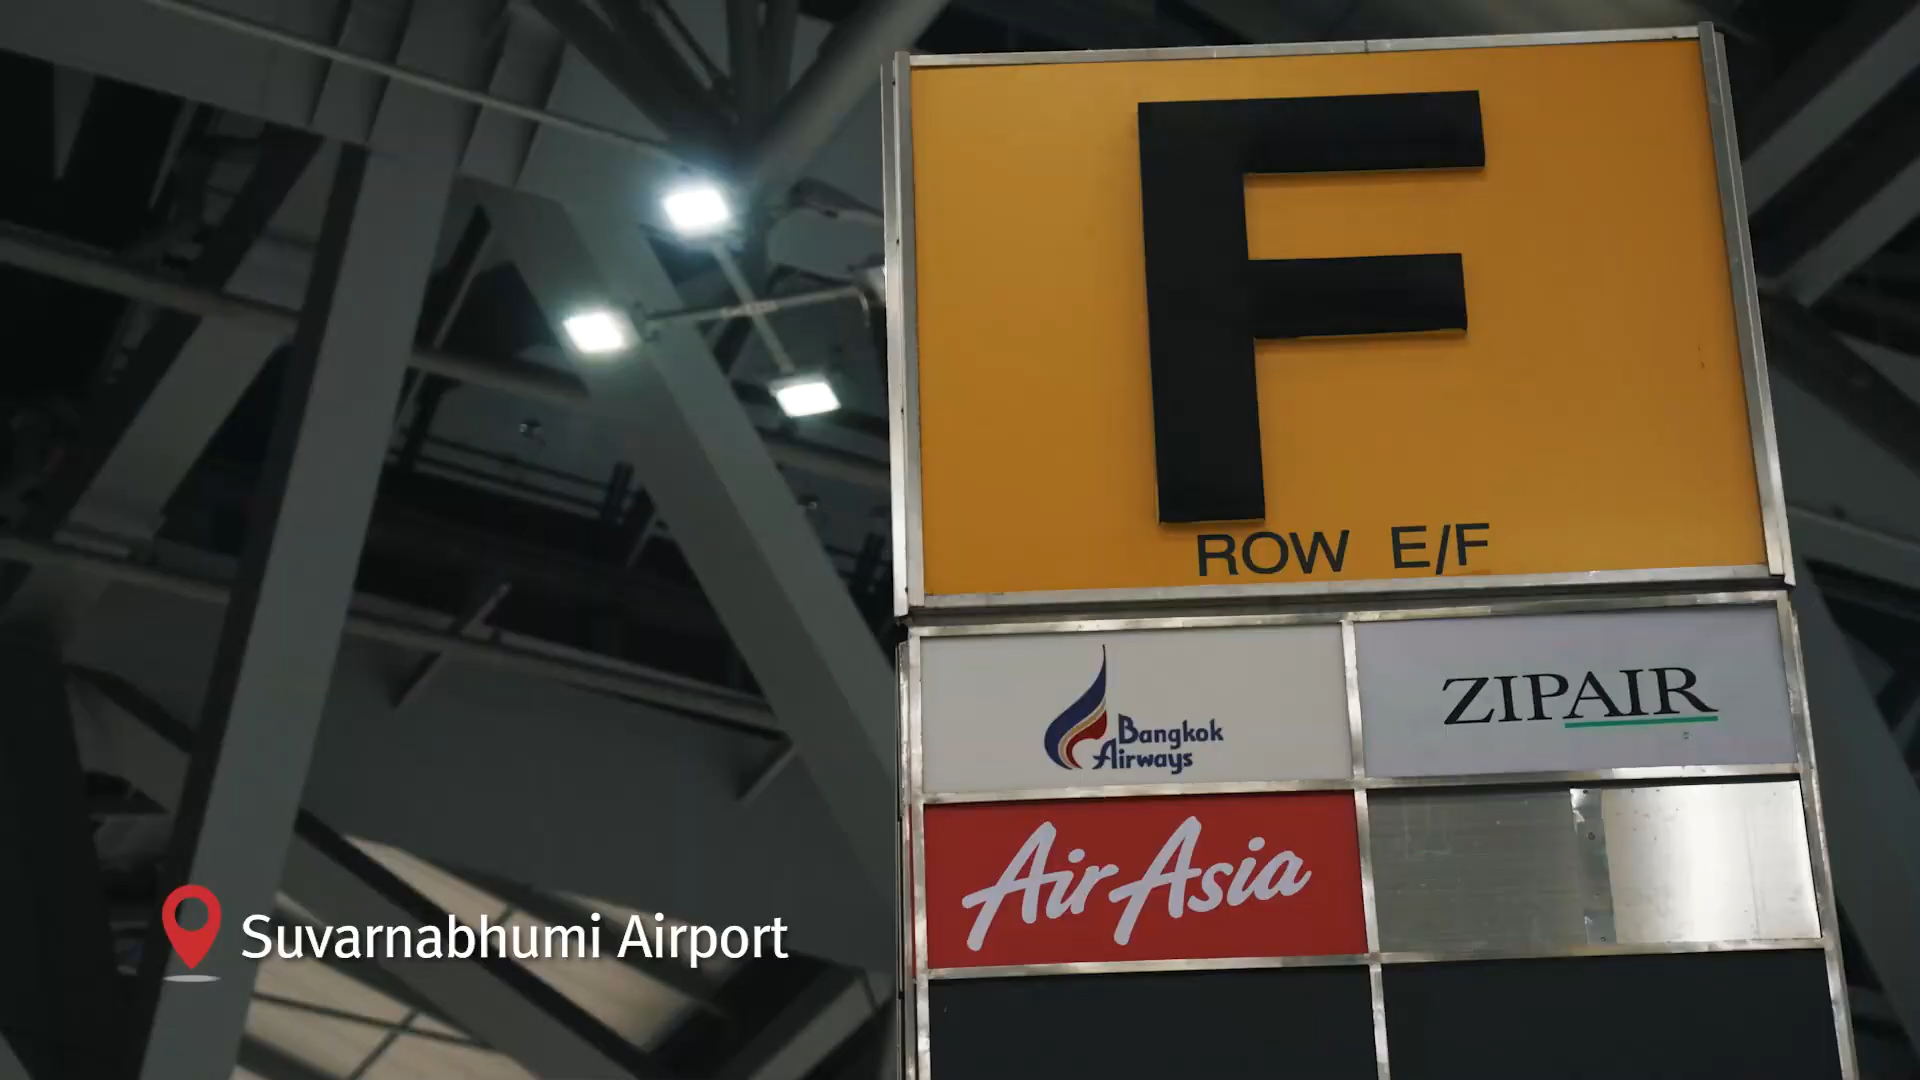 F
ROW E/F
Bangkok
Airways
ZIPAIR
AirAsia
Suvarnabhumi Airport